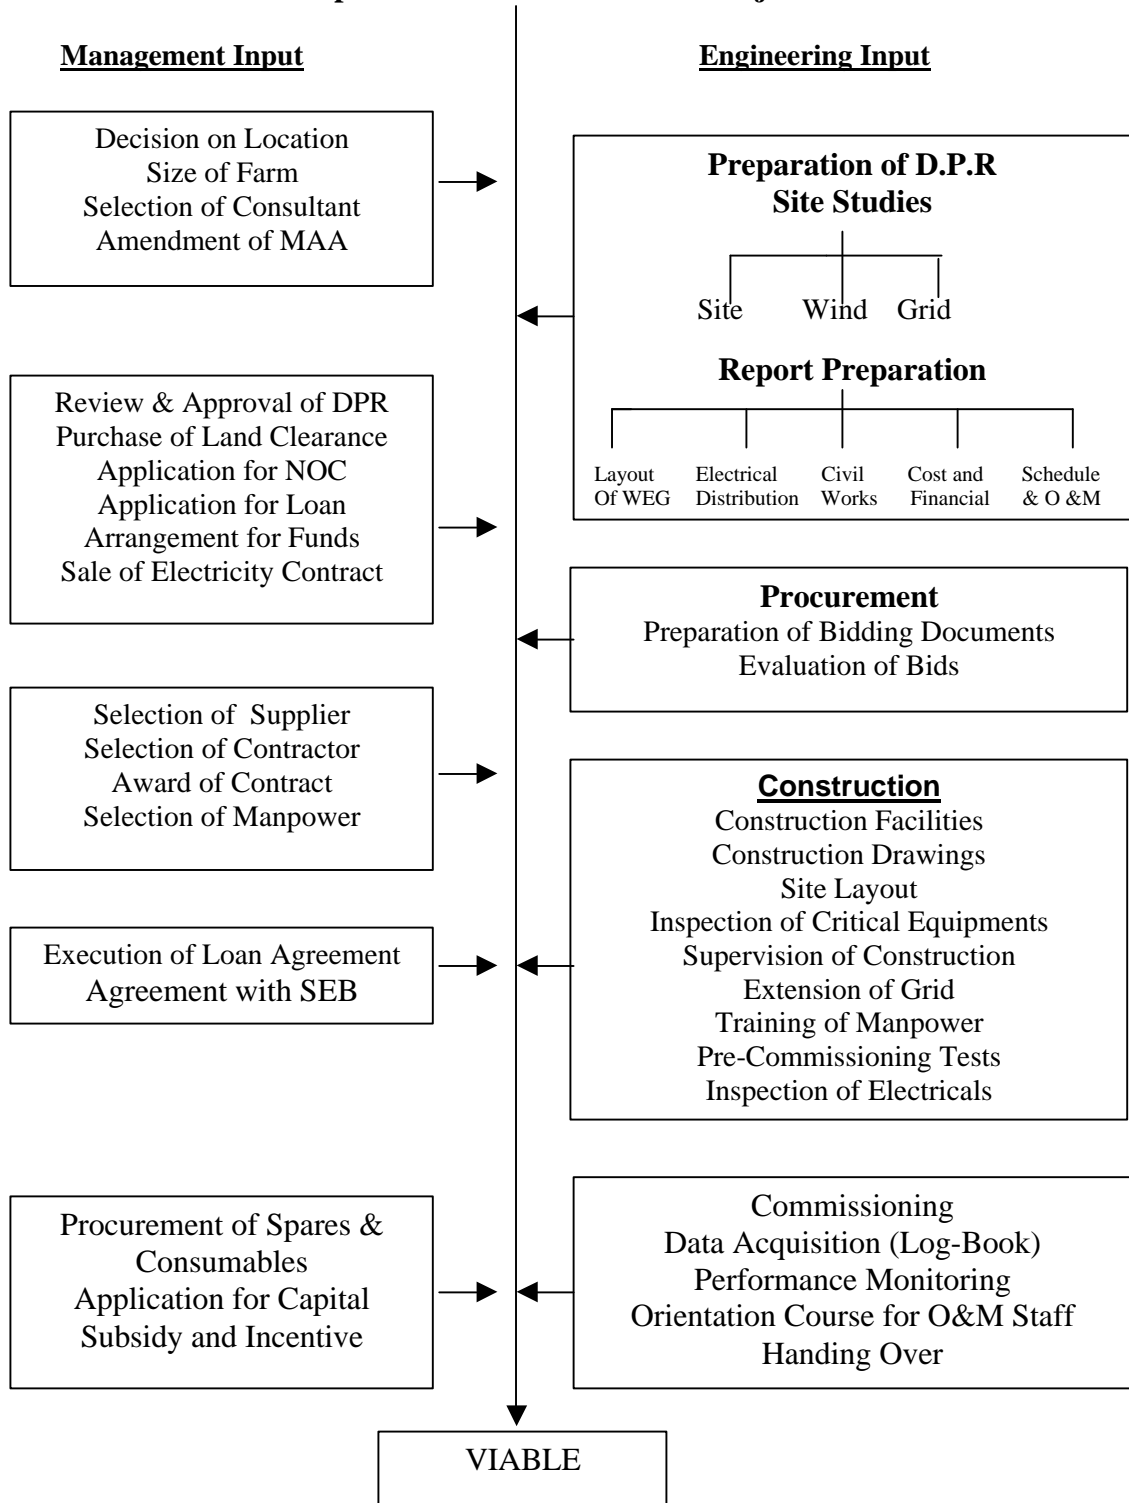 Management Input
Engineering Input
Decision on Location
Size of Farm
Selection of Consultant
Amendment of MAA
Preparation of D.P.R
Site Studies
Site Wind Grid
Report Preparation
Layout Of WEG
Electrical Distribution
Civil Works
Cost and Financial
Schedule & O &M
Review & Approval of DPR
Purchase of Land Clearance
Application for NOC
Application for Loan
Arrangement for Funds
Sale of Electricity Contract
Procurement
Preparation of Bidding Documents
Evaluation of Bids
Selection of Supplier
Selection of Contractor
Award of Contract
Selection of Manpower
Construction
Construction Facilities
Construction Drawings
Site Layout
Inspection of Critical Equipments
Supervision of Construction
Extension of Grid
Training of Manpower
Pre-Commissioning Tests
Inspection of Electricals
Execution of Loan Agreement
Agreement with SEB
Procurement of Spares &
Consumables
Application for Capital
Subsidy and Incentive
Commissioning
Data Acquisition (Log-Book)
Performance Monitoring
Orientation Course for O&M Staff
Handing Over
VIABLE